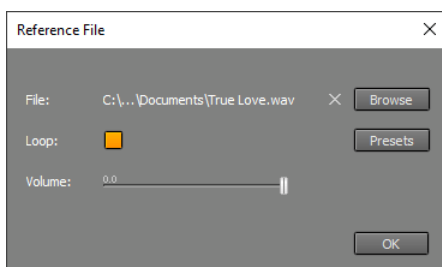 Reference File
File: C:\...\Documents\True Love.wav Browse
Loop: Presets
Volume: 0.0
OK